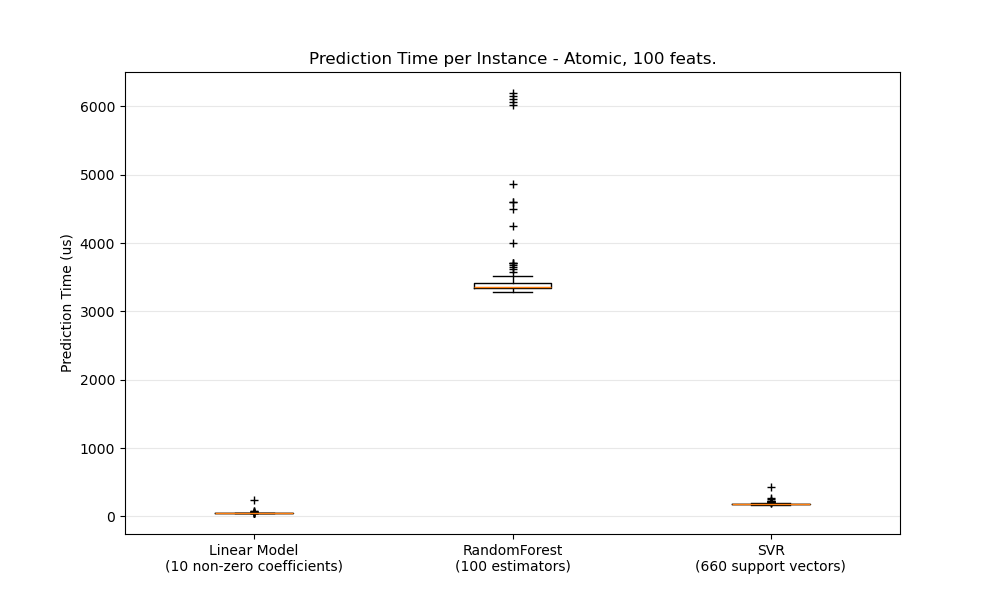 Prediction Time per Instance - Atomic, 100 feats.
Prediction Time (us)
6000
5000
4000
3000
2000
1000
0
Linear Model
(10 non-zero coefficients)
RandomForest
(100 estimators)
SVR
(660 support vectors)